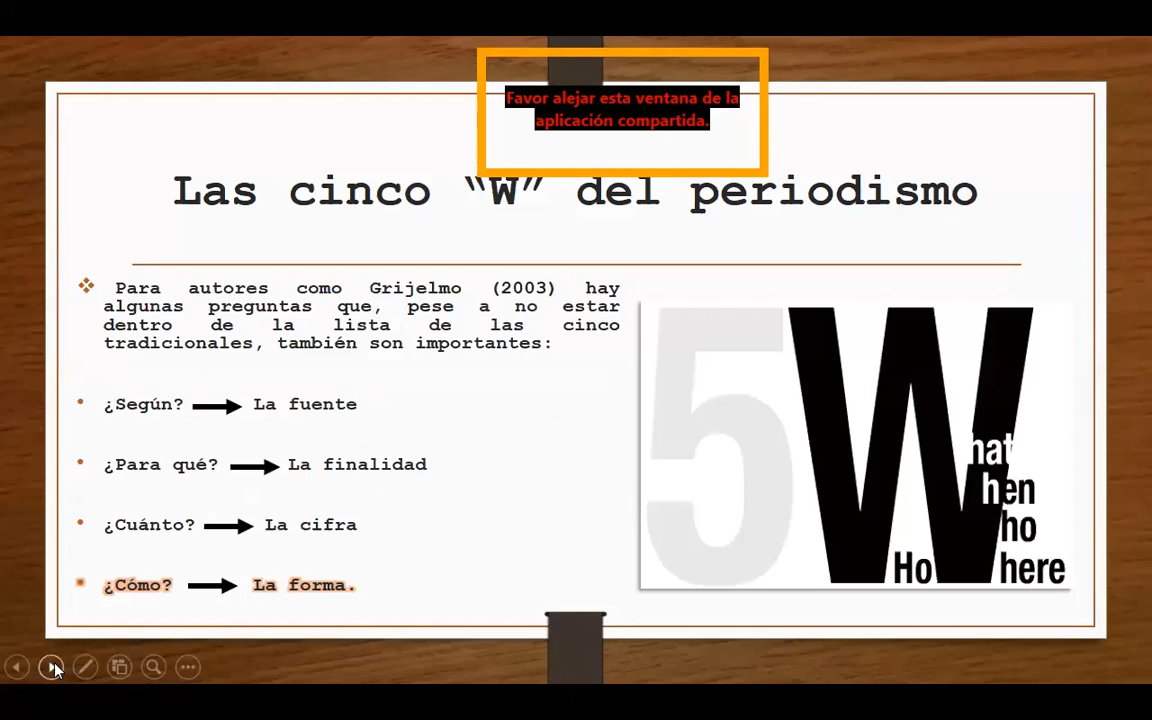 Favor alejar esta ventana de la
aplicación compartida.
Las cinco “W” del periodismo
Para autores como Grijelmo (2003) hay
algunas preguntas que, pese a no estar
dentro de la lista de las cinco
tradicionales, también son importantes:
¿Según? La fuente
¿Para qué? La finalidad
¿Cuánto? La cifra
¿Cómo? La forma.
5W
hat
hen
ho
Ho
here